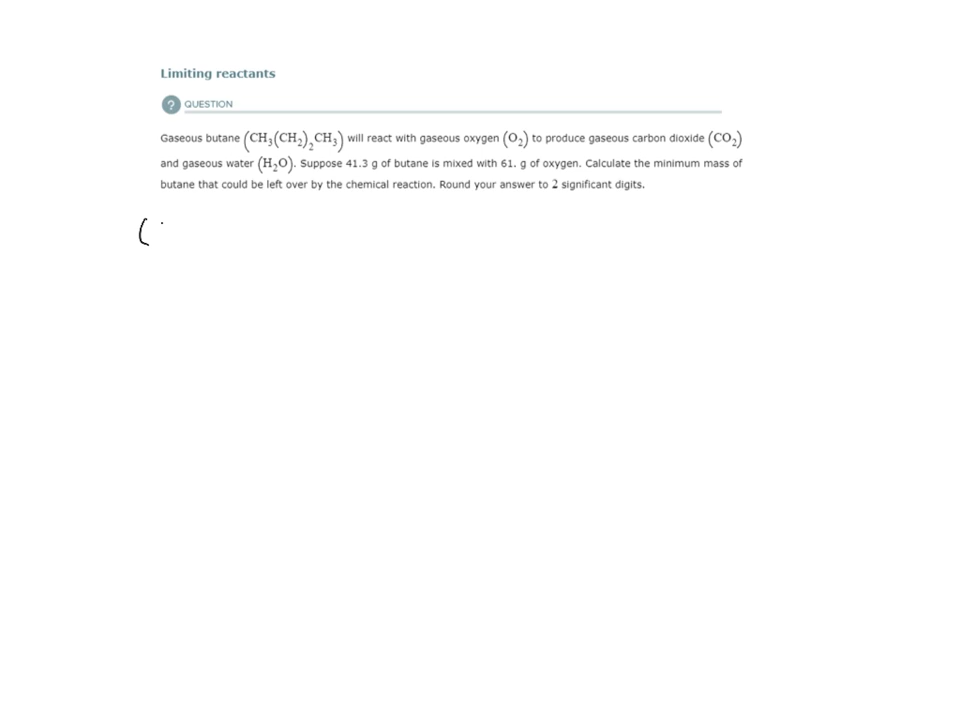 Limiting reactants
? QUESTION
Gaseous butane (CH₃(CH₂)₂CH₃) will react with gaseous oxygen (O₂) to produce gaseous carbon dioxide (CO₂)
and gaseous water (H₂O). Suppose 41.3 g of butane is mixed with 61. g of oxygen. Calculate the minimum mass of
butane that could be left over by the chemical reaction. Round your answer to 2 significant digits.
(